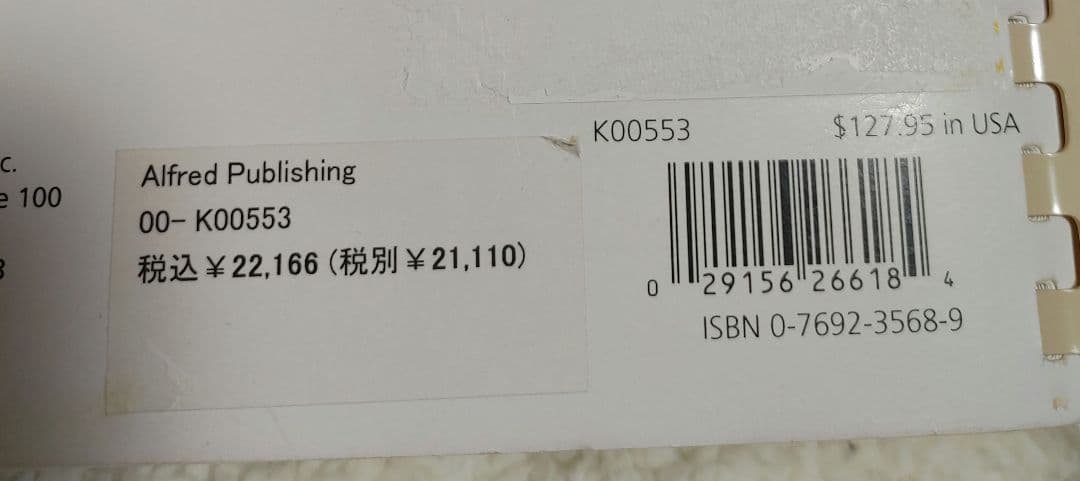 c.
e 100
Alfred Publishing
00- K00553
税込￥22,166 (税別￥21,110)
K00553
$127.95 in USA
0 29156 26618 4
ISBN 0-7692-3568-9